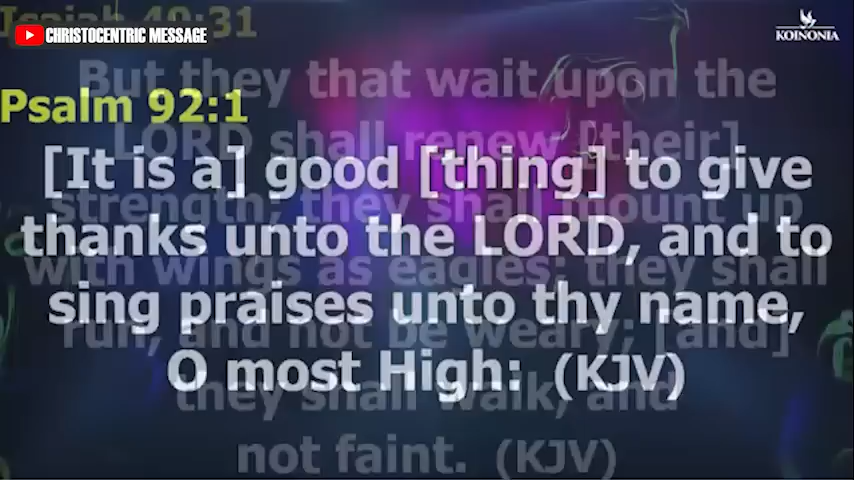 Isaiah 40:31
CHRISTOCENTRIC MESSAGE
KOINONIA
But they that wait upon the
LORD shall renew [their]
strength; they shall mount up
with wings as eagles; they shall
run, and not be weary; [and]
they shall walk, and
not faint. (KJV)
Psalm 92:1
[It is a] good [thing] to give
thanks unto the LORD, and to
sing praises unto thy name,
O most High: (KJV)